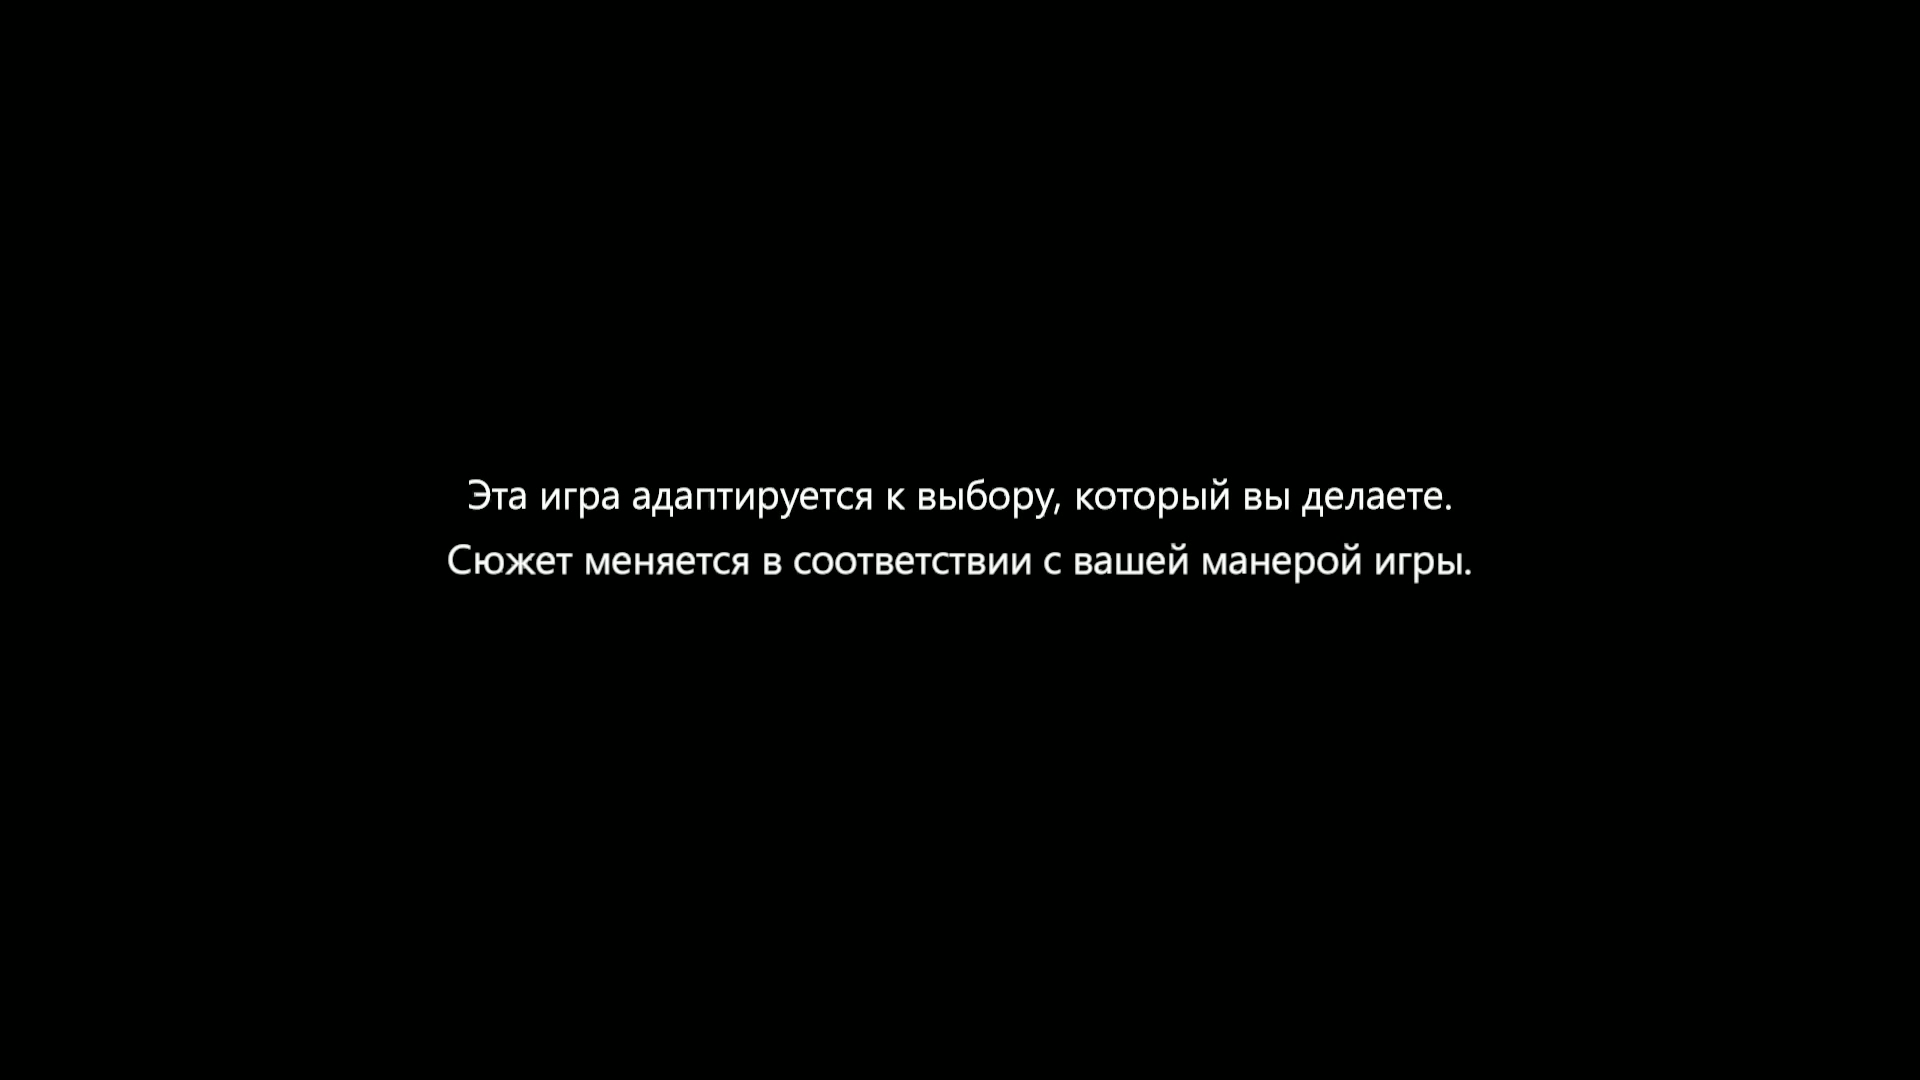 Эта игра адаптируется к выбору, который вы делаете.
Сюжет меняется в соответствии с вашей манерой игры.